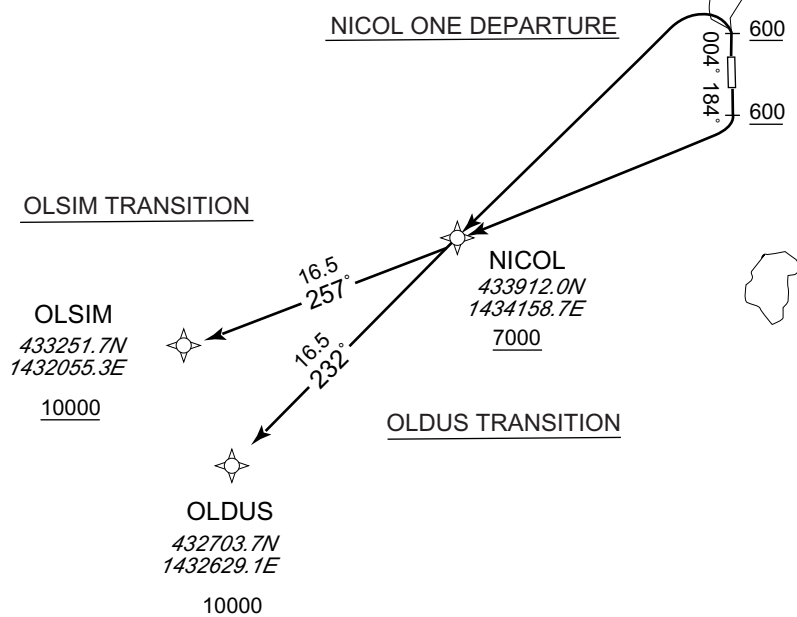 NICOL ONE DEPARTURE
600
004° 184°
600
OLSIM TRANSITION
NICOL
433912.0N
1434158.7E
7000
16.5
257°
OLSIM
433251.7N
1432055.3E
10000
16.5
232°
OLDUS TRANSITION
OLDUS
432703.7N
1432629.1E
10000